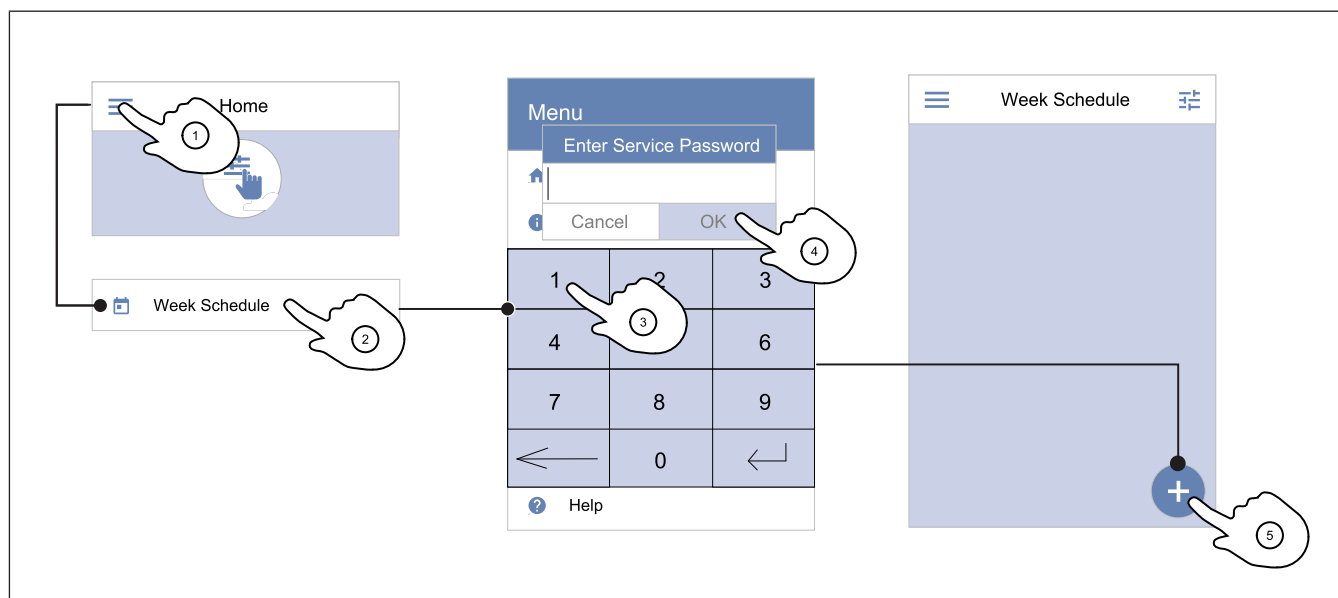 Home
1
Week Schedule
2
Menu
Enter Service Password
Cancel OK
4
1 2 3
3
4 6
7 8 9
0
Help
Week Schedule
5